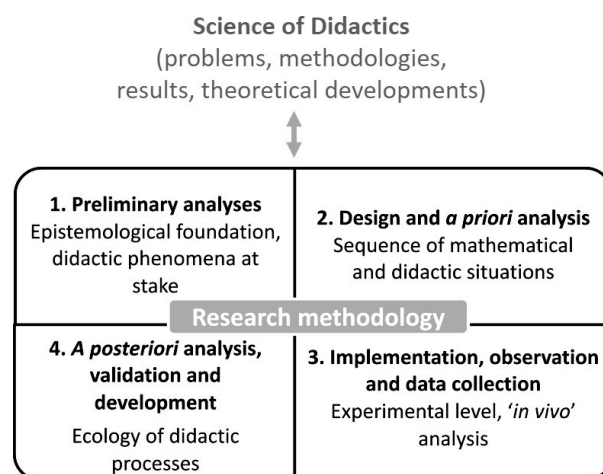 Science of Didactics
(problems, methodologies,
results, theoretical developments)
1. Preliminary analyses
Epistemological foundation,
didactic phenomena at
stake
2. Design and a priori analysis
Sequence of mathematical
and didactic situations
Research methodology
4. A posteriori analysis,
validation and
development
Ecology of didactic
processes
3. Implementation, observation
and data collection
Experimental level, ‘in vivo’
analysis